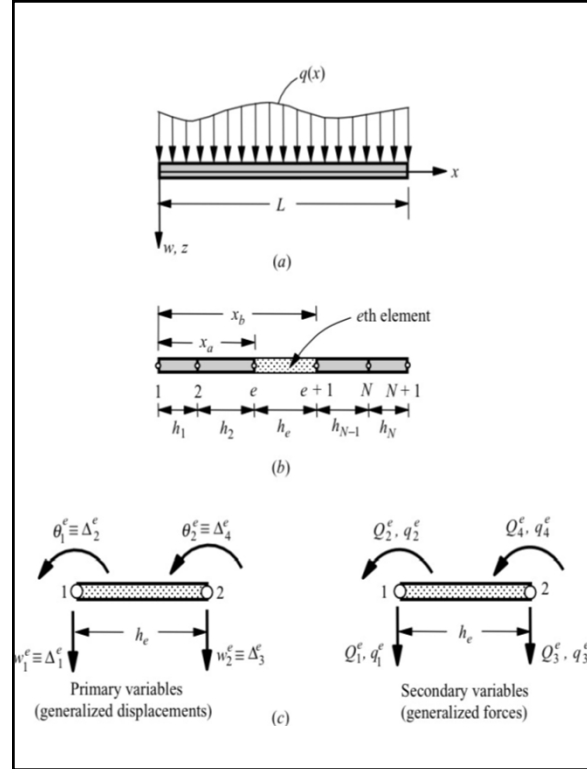 q(x)
x
L
w, z
(a)
x_b
eth element
x_a
1 2 e e + 1 N N + 1
h_1 h_2 h_e h_{N–1} h_N
(b)
θ_1^e ≡ Δ_2^e θ_2^e ≡ Δ_4^e Q_2^e, q_2^e Q_4^e, q_4^e
1 2 1 2
h_e h_e
w_1^e ≡ Δ_1^e w_2^e ≡ Δ_3^e Q_1^e, q_1^e Q_3^e, q_3^e
Primary variables Secondary variables
(generalized displacements) (c) (generalized forces)